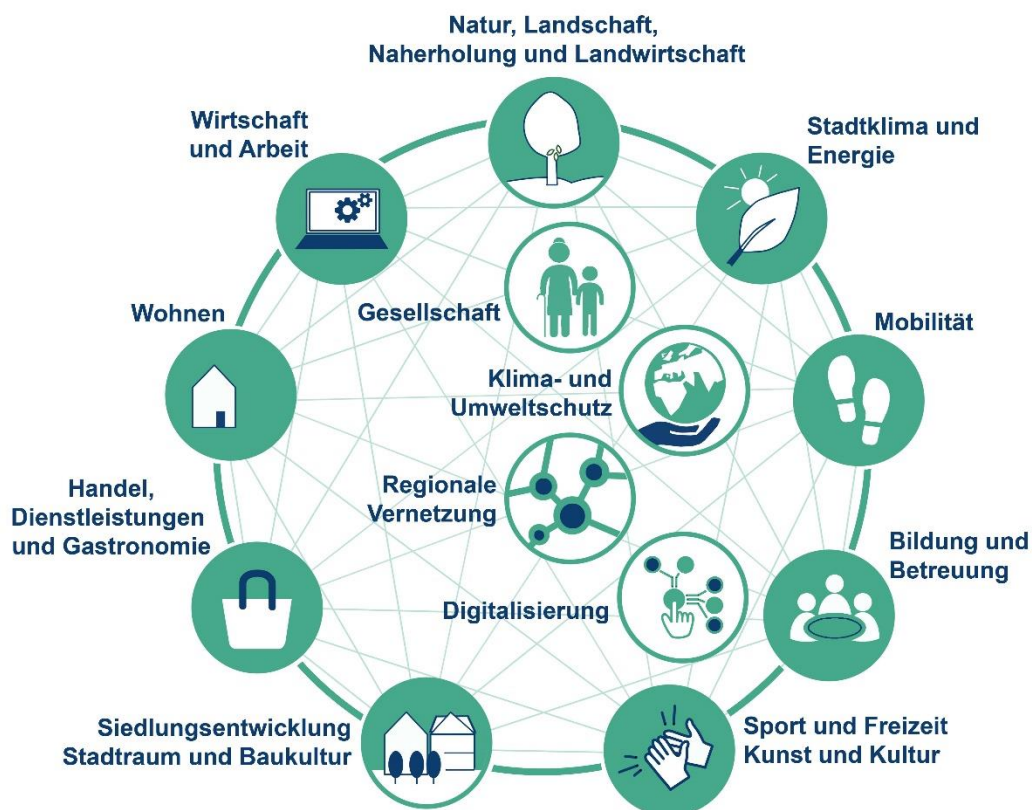 Natur, Landschaft,
Naherholung und Landwirtschaft
Wirtschaft
und Arbeit
Stadtklima und
Energie
Gesellschaft
Wohnen
Mobilität
Klima- und
Umweltschutz
Regionale
Vernetzung
Handel,
Dienstleistungen
und Gastronomie
Bildung und
Betreuung
Digitalisierung
Siedlungsentwicklung
Stadtraum und Baukultur
Sport und Freizeit
Kunst und Kultur